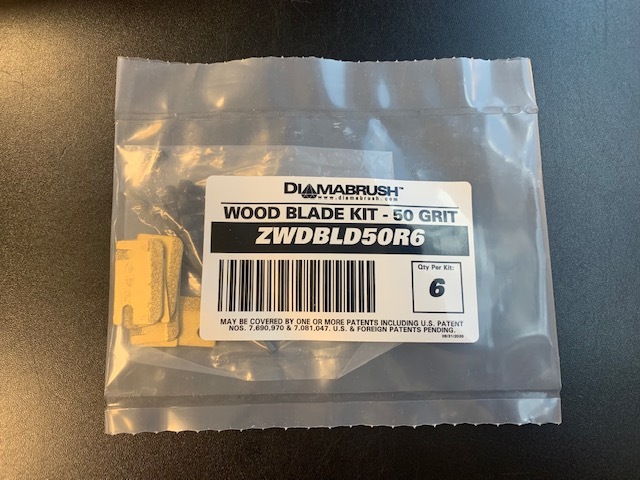 DIAMABRUSH™
www.diamabrush.com
WOOD BLADE KIT - 50 GRIT
ZWDBLD50R6
Qty Per Kit:
6
MAY BE COVERED BY ONE OR MORE PATENTS INCLUDING U.S. PATENT
NOS. 7,690,970 & 7,081,047. U.S. & FOREIGN PATENTS PENDING.